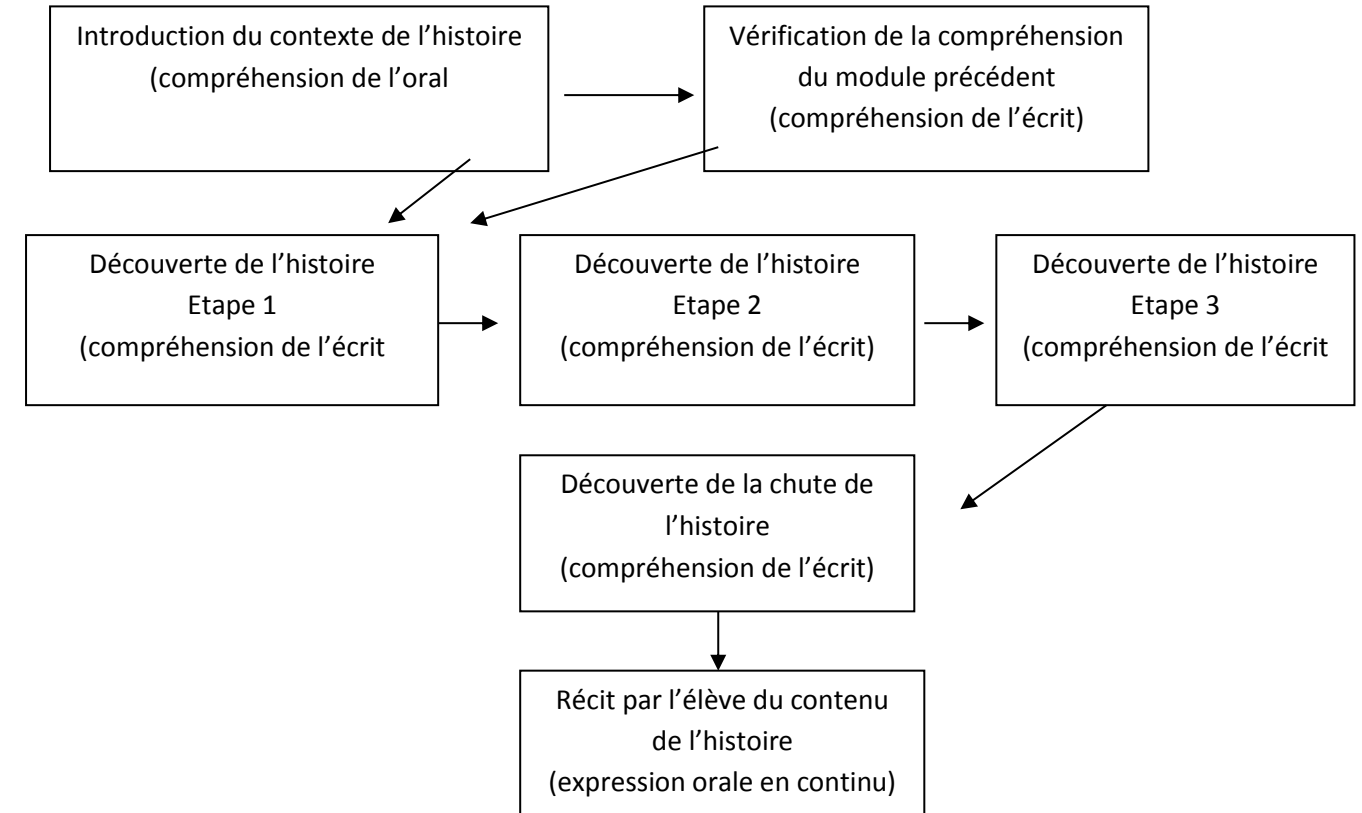 Introduction du contexte de l’histoire
(compréhension de l’oral
Vérification de la compréhension
du module précédent
(compréhension de l’écrit)
Découverte de l’histoire
Etape 1
(compréhension de l’écrit
Découverte de l’histoire
Etape 2
(compréhension de l’écrit)
Découverte de l’histoire
Etape 3
(compréhension de l’écrit
Découverte de la chute de
l’histoire
(compréhension de l’écrit)
Récit par l’élève du contenu
de l’histoire
(expression orale en continu)